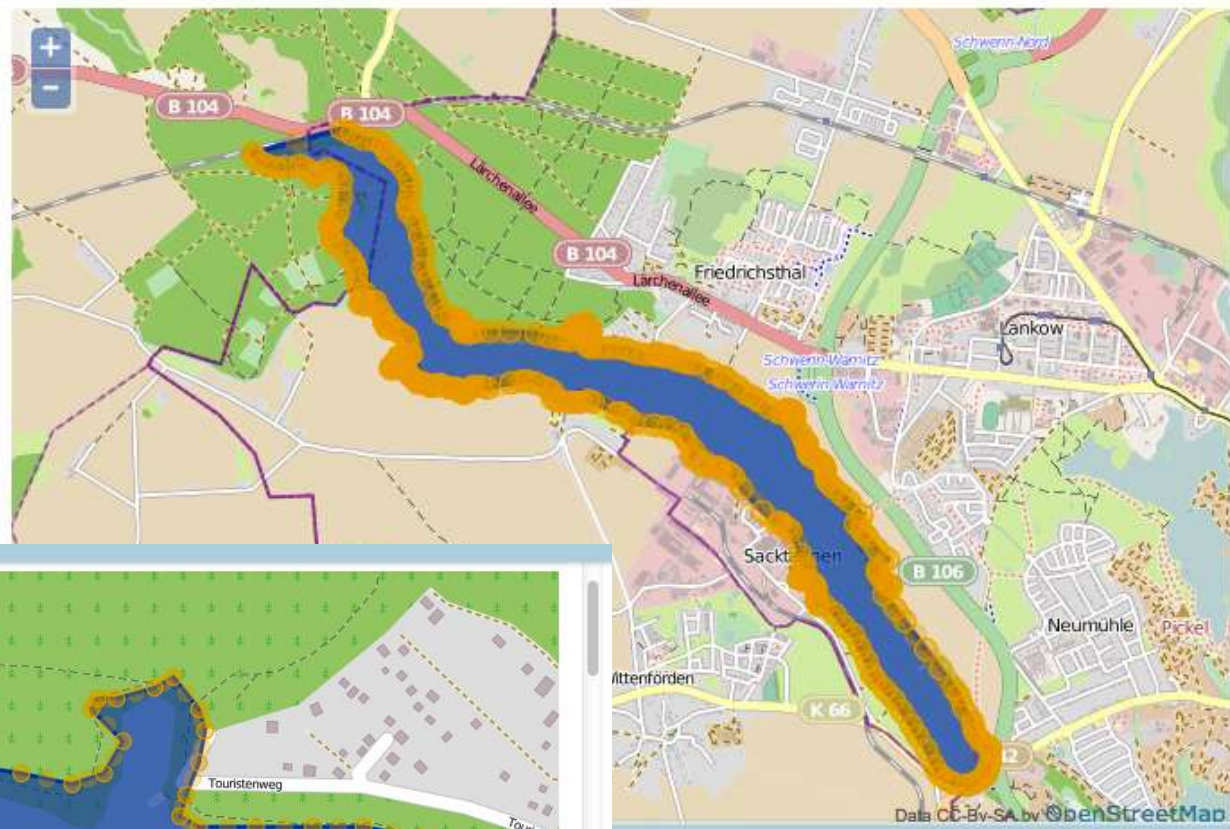 +
−
B 104
B 104
Lärchenallee
B 104
Schwerin-Nord
Friedrichsthal
Lärchenallee
Lankow
Schwerin-Warnitz
Schwerin Warnitz
B 106
Neumühle
Pickel
K 66
Data CC-By-SA by OpenStreetMap
Touristenweg